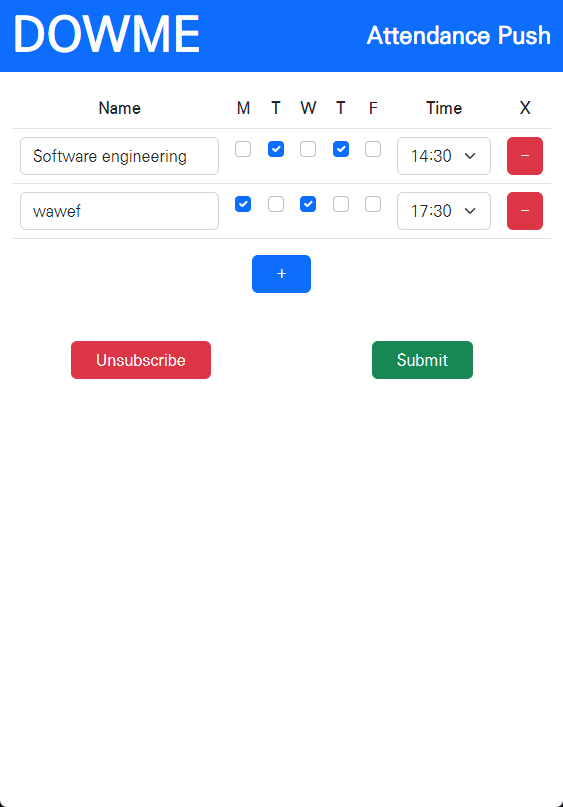 DOWME Attendance Push
Name M T W T F Time X
Software engineering 14:30 −
wawef 17:30 −
+
Unsubscribe Submit